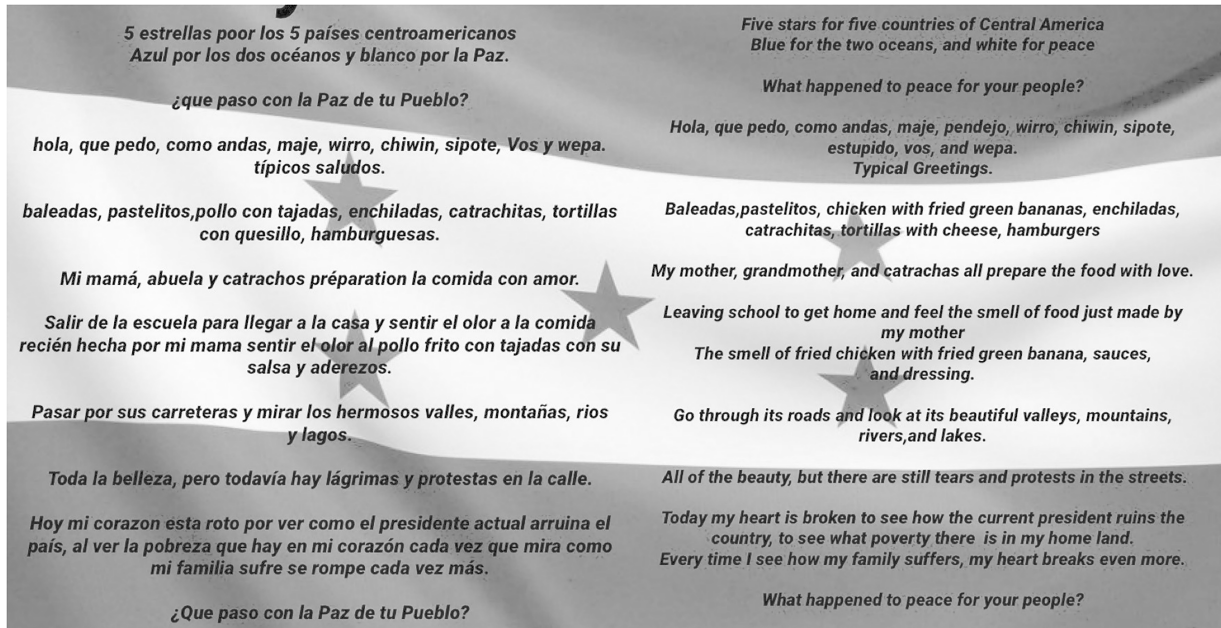 5 estrellas poor los 5 países centroamericanos
Azul por los dos océanos y blanco por la Paz.
¿que paso con la Paz de tu Pueblo?
hola, que pedo, como andas, maje, wirro, chiwin, sipote, Vos y wepa.
típicos saludos.
baleadas, pastelitos,pollo con tajadas, enchiladas, catrachitas, tortillas
con quesillo, hamburguesas.
Mi mamá, abuela y catrachos préparation la comida con amor.
Salir de la escuela para llegar a la casa y sentir el olor a la comida
recién hecha por mi mama sentir el olor al pollo frito con tajadas con su
salsa y aderezos.
Pasar por sus carreteras y mirar los hermosos valles, montañas, rios
y lagos.
Toda la belleza, pero todavía hay lágrimas y protestas en la calle.
Hoy mi corazon esta roto por ver como el presidente actual arruina el
país, al ver la pobreza que hay en mi corazón cada vez que mira como
mi familia sufre se rompe cada vez más.
¿Que paso con la Paz de tu Pueblo?
Five stars for five countries of Central America
Blue for the two oceans, and white for peace
What happened to peace for your people?
Hola, que pedo, como andas, maje, pendejo, wirro, chiwin, sipote,
estupido, vos, and wepa.
Typical Greetings.
Baleadas,pastelitos, chicken with fried green bananas, enchiladas,
catrachitas, tortillas with cheese, hamburgers
My mother, grandmother, and catrachas all prepare the food with love.
Leaving school to get home and feel the smell of food just made by
my mother
The smell of fried chicken with fried green banana, sauces,
and dressing.
Go through its roads and look at its beautiful valleys, mountains,
rivers,and lakes.
All of the beauty, but there are still tears and protests in the streets.
Today my heart is broken to see how the current president ruins the
country, to see what poverty there is in my home land.
Every time I see how my family suffers, my heart breaks even more.
What happened to peace for your people?